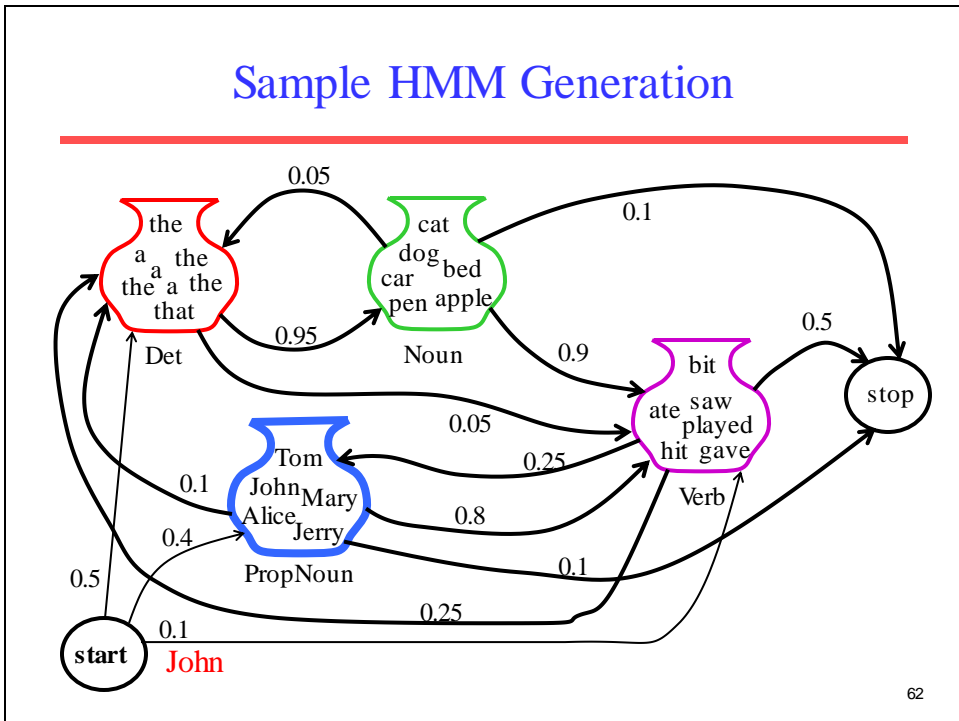 Sample HMM Generation
0.05
the
a
a
the
the
a
the
that
Det
0.95
cat
dog
car
bed
pen
apple
Noun
0.1
0.9
0.5
bit
ate
saw
played
hit
gave
Verb
stop
0.05
0.25
Tom
John
Mary
Alice
Jerry
PropNoun
0.1
0.4
0.8
0.1
0.5
0.25
0.1
start
John
62